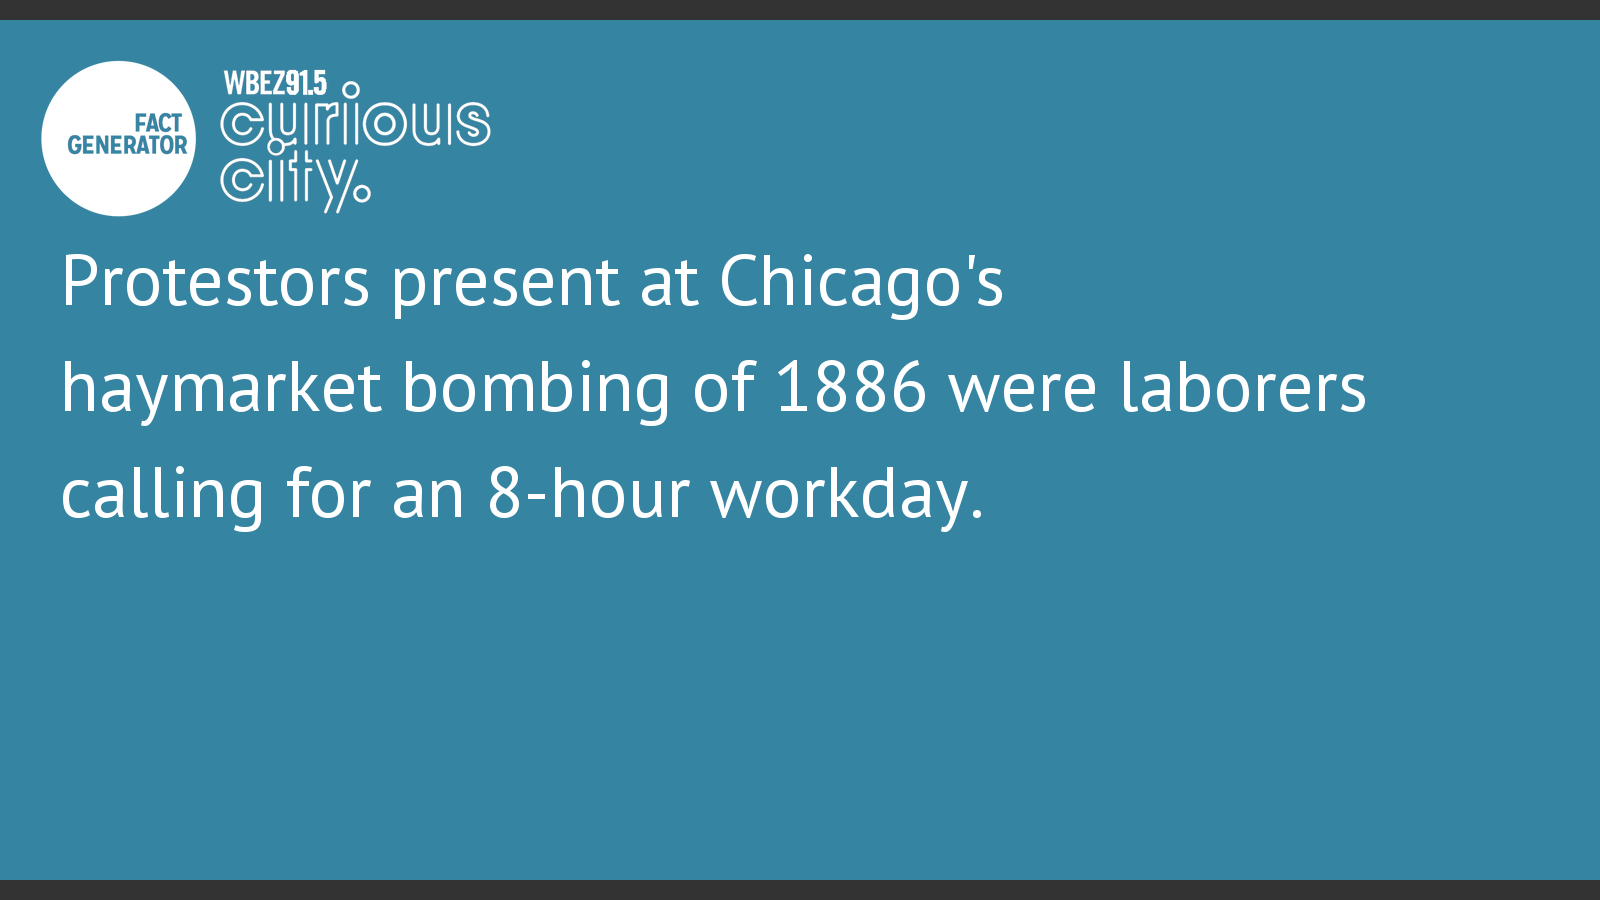 FACT
GENERATOR
WBEZ91.5
curious
city.
Protestors present at Chicago's
haymarket bombing of 1886 were laborers
calling for an 8-hour workday.